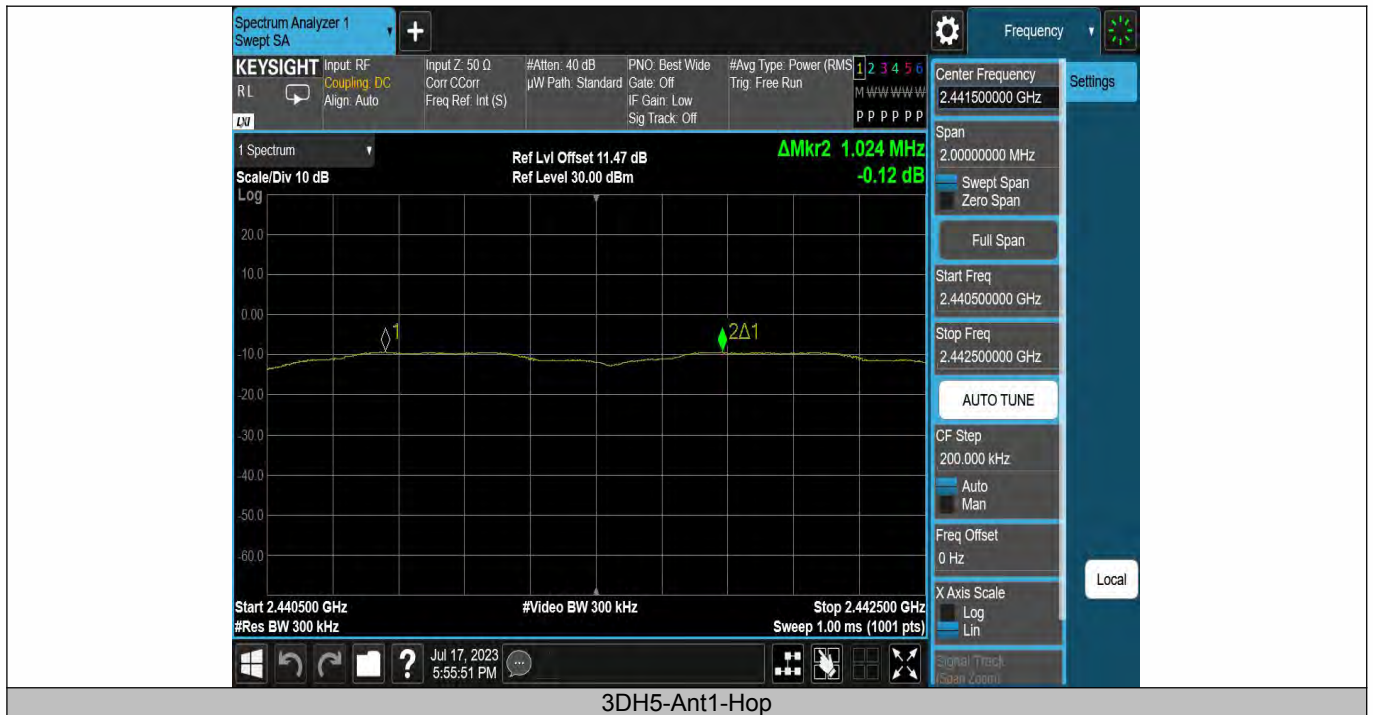 Spectrum Analyzer 1
Swept SA
+
Frequency
KEYSIGHT
RL
LXI
Input: RF
Coupling: DC
Align: Auto
Input Z: 50 Ω
Corr CCorr
Freq Ref: Int (S)
#Atten: 40 dB
µW Path: Standard
PNO: Best Wide
Gate: Off
IF Gain: Low
Sig Track: Off
#Avg Type: Power (RMS
Trig: Free Run
1 2 3 4 5 6
M W W W W W
P P P P P P
Center Frequency
2.441500000 GHz
Settings
Span
2.00000000 MHz
Swept Span
Zero Span
Full Span
Start Freq
2.440500000 GHz
Stop Freq
2.442500000 GHz
AUTO TUNE
CF Step
200.000 kHz
Auto
Man
Freq Offset
0 Hz
X Axis Scale
Log
Lin
Signal Track
(Span Zoom)
Local
1 Spectrum
Scale/Div 10 dB
Log
Ref Lvl Offset 11.47 dB
Ref Level 30.00 dBm
ΔMkr2 1.024 MHz
-0.12 dB
20.0
10.0
0.00
-10.0
-20.0
-30.0
-40.0
-50.0
-60.0
1
2Δ1
Start 2.440500 GHz
#Res BW 300 kHz
#Video BW 300 kHz
Stop 2.442500 GHz
Sweep 1.00 ms (1001 pts)
?
Jul 17, 2023
5:55:51 PM
3DH5-Ant1-Hop